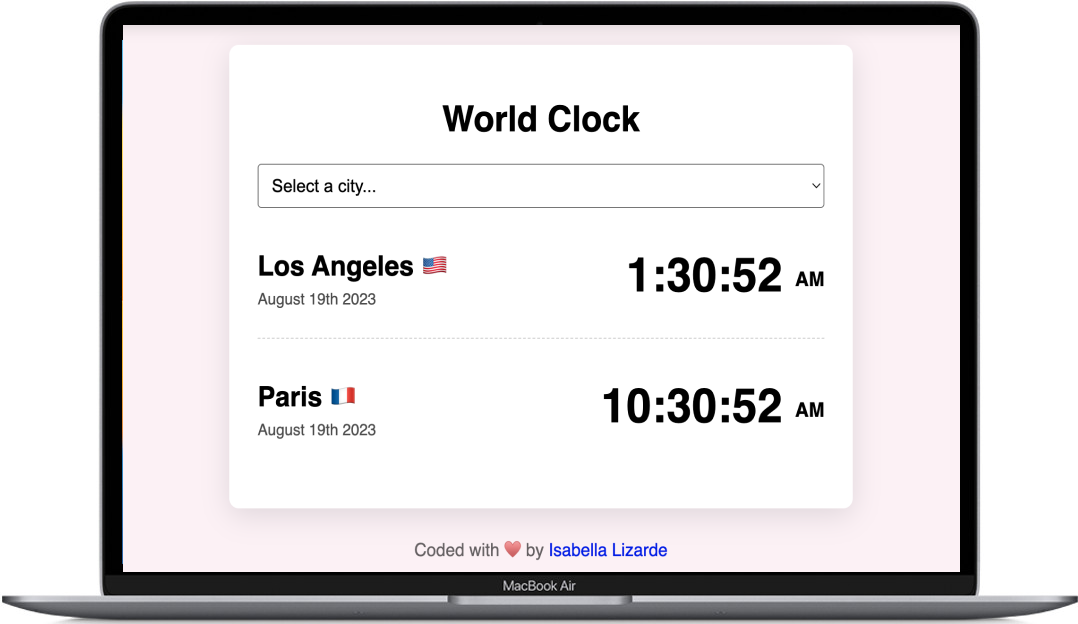 World Clock
Select a city...
Los Angeles 🇺🇸
1:30:52 AM
August 19th 2023
Paris 🇫🇷
10:30:52 AM
August 19th 2023
Coded with ❤️ by Isabella Lizarde
MacBook Air